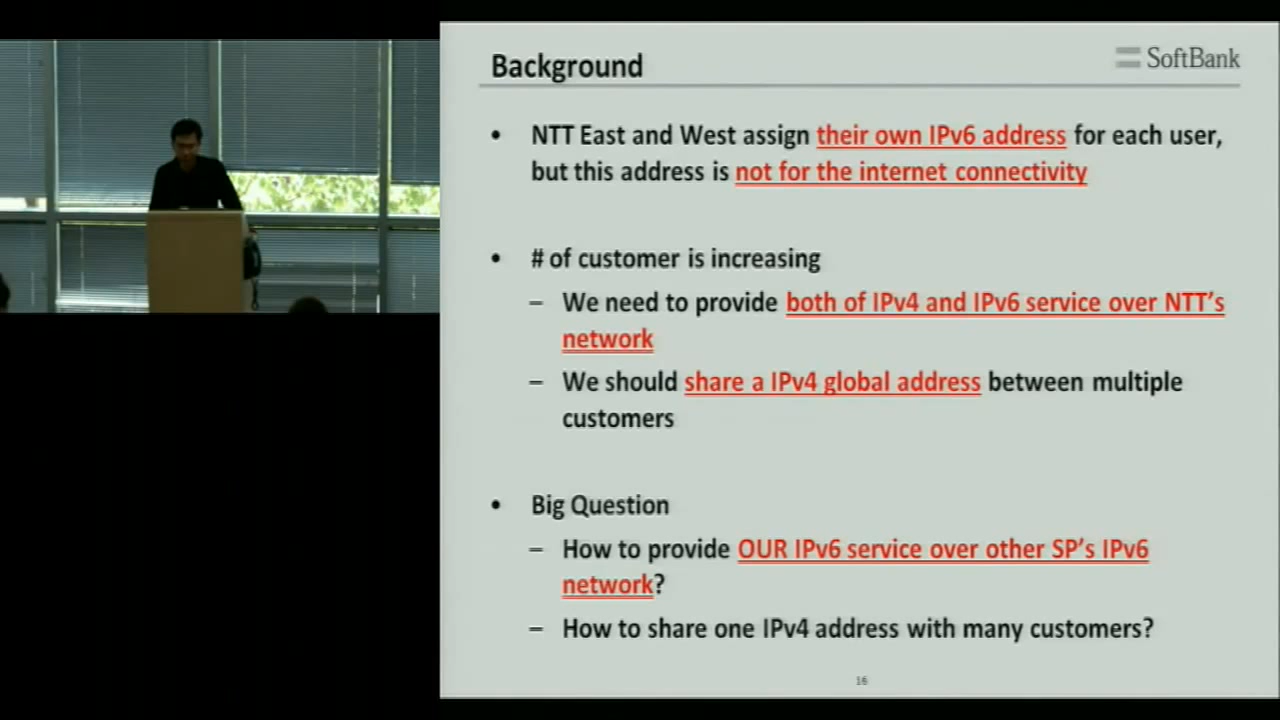 Background
SoftBank
• NTT East and West assign their own IPv6 address for each user,
but this address is not for the internet connectivity
• # of customer is increasing
– We need to provide both of IPv4 and IPv6 service over NTT's
network
– We should share a IPv4 global address between multiple
customers
• Big Question
– How to provide OUR IPv6 service over other SP's IPv6
network?
– How to share one IPv4 address with many customers?
16